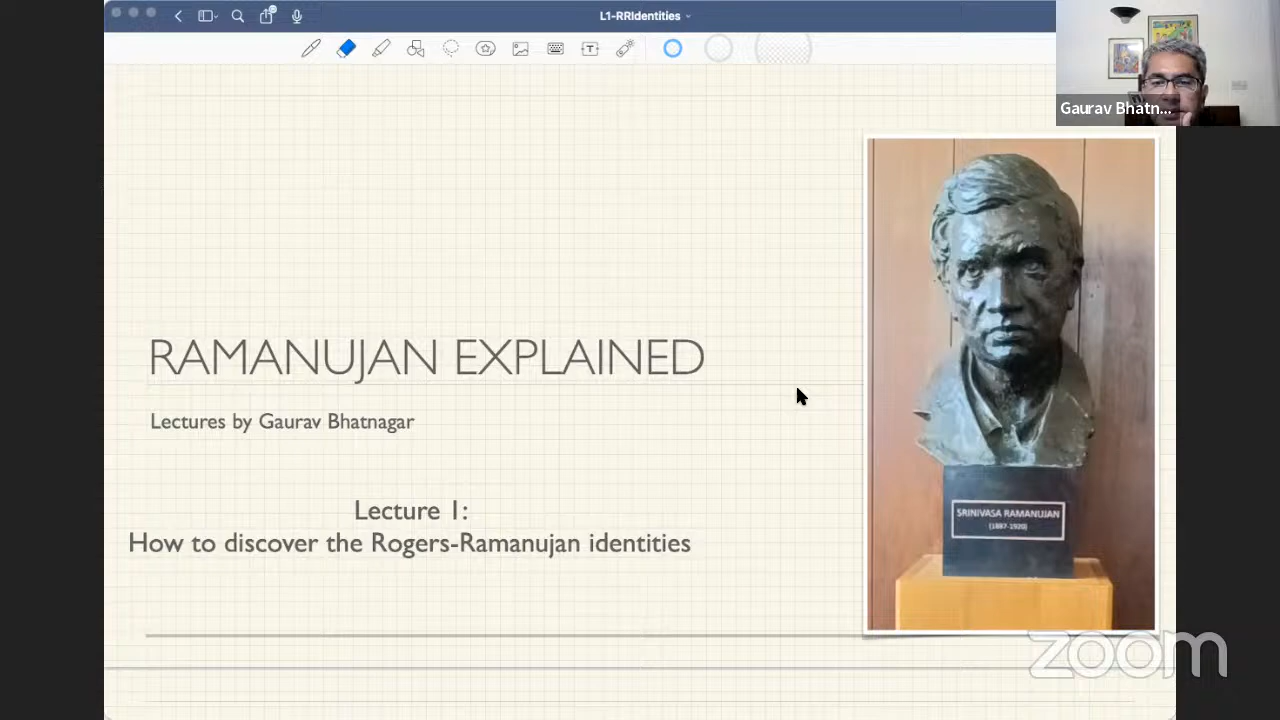 L1-RRIdentities
Gaurav Bhatn...
RAMANUJAN EXPLAINED
Lectures by Gaurav Bhatnagar
Lecture 1:
How to discover the Rogers-Ramanujan identities
SRINIVASA RAMANUJAN
(1887-1920)
zoom